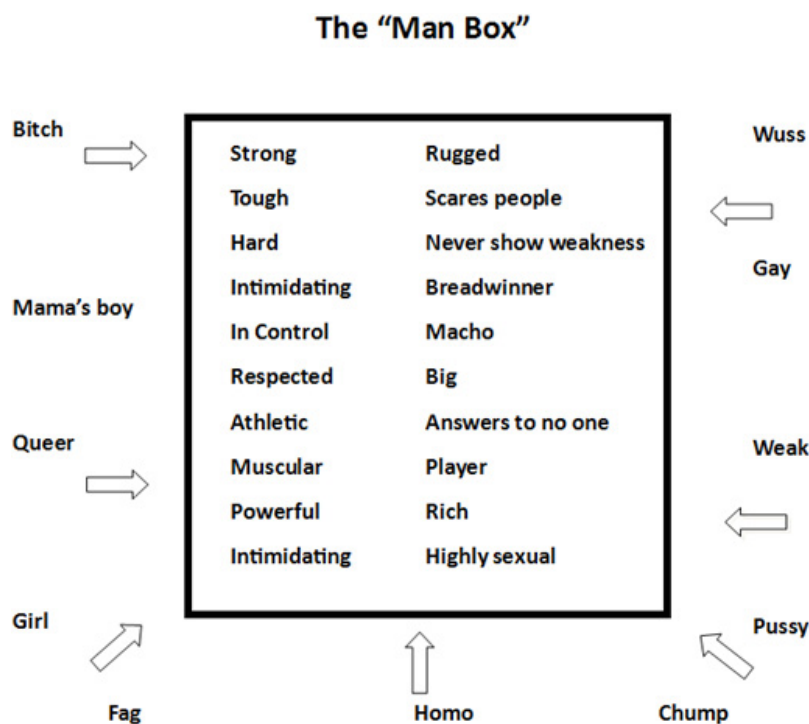 The “Man Box”
Bitch
Wuss
Strong Rugged
Tough Scares people
Hard Never show weakness
Gay
Intimidating Breadwinner
Mama’s boy
In Control Macho
Respected Big
Athletic Answers to no one
Queer
Weak
Muscular Player
Powerful Rich
Intimidating Highly sexual
Girl
Pussy
Fag Homo Chump